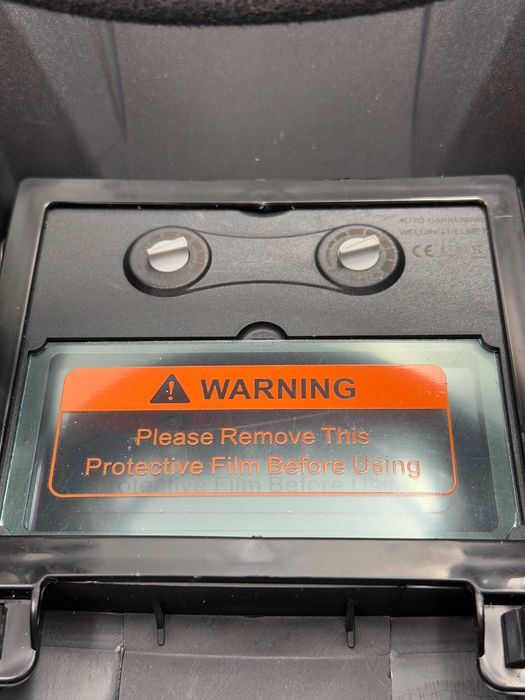 AUTO DARKENING
WELDING HELMET
CE
WARNING
Please Remove This
Protective Film Before Using